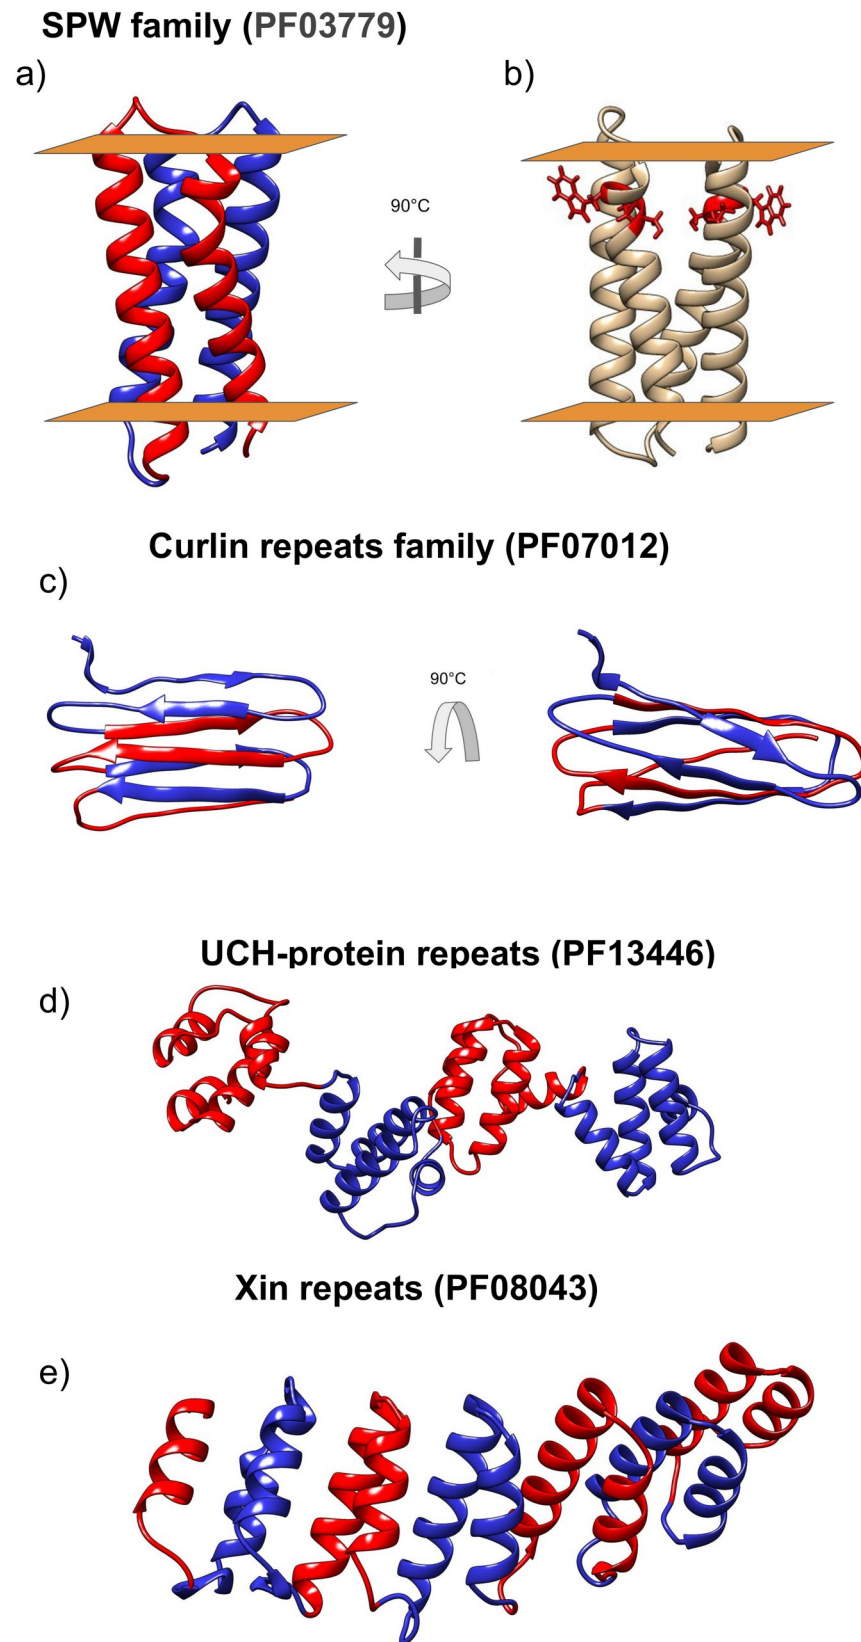 SPW family (PF03779)
a)
b)
90°C
Curlin repeats family (PF07012)
c)
90°C
UCH-protein repeats (PF13446)
d)
Xin repeats (PF08043)
e)